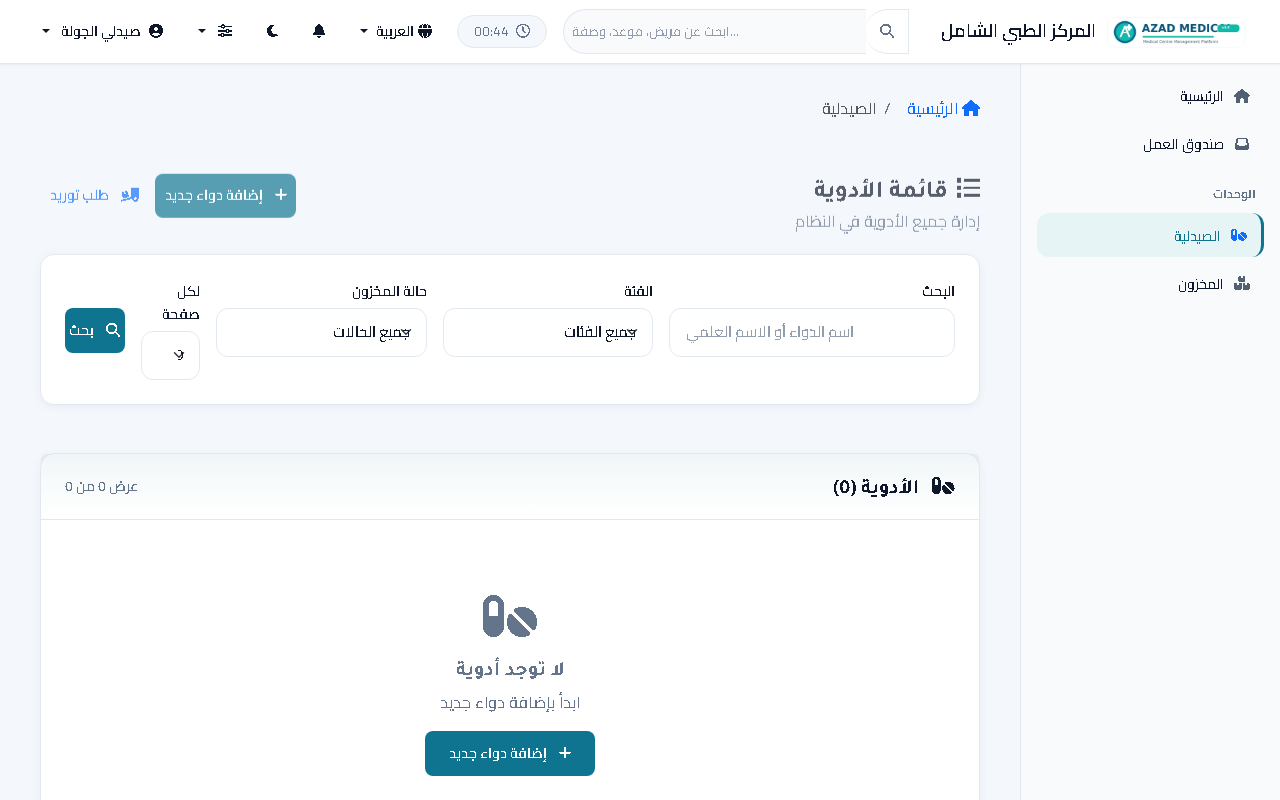 AZAD MEDIC
Medical Centre Management Platform
المركز الطبي الشامل
ابحث عن مريض، موعد، وصفة...
00:44
العربية
صيدلي الجولة
الرئيسية
صندوق العمل
الوحدات
الصيدلية
المخزون
الرئيسية / الصيدلية
قائمة الأدوية
إدارة جميع الأدوية في النظام
إضافة دواء جديد
طلب توريد
البحث
الفئة
حالة المخزون
لكل صفحة
اسم الدواء أو الاسم العلمي
جميع الفئات
جميع الحالات
بحث
الأدوية (0)
عرض 0 من 0
لا توجد أدوية
ابدأ بإضافة دواء جديد
إضافة دواء جديد